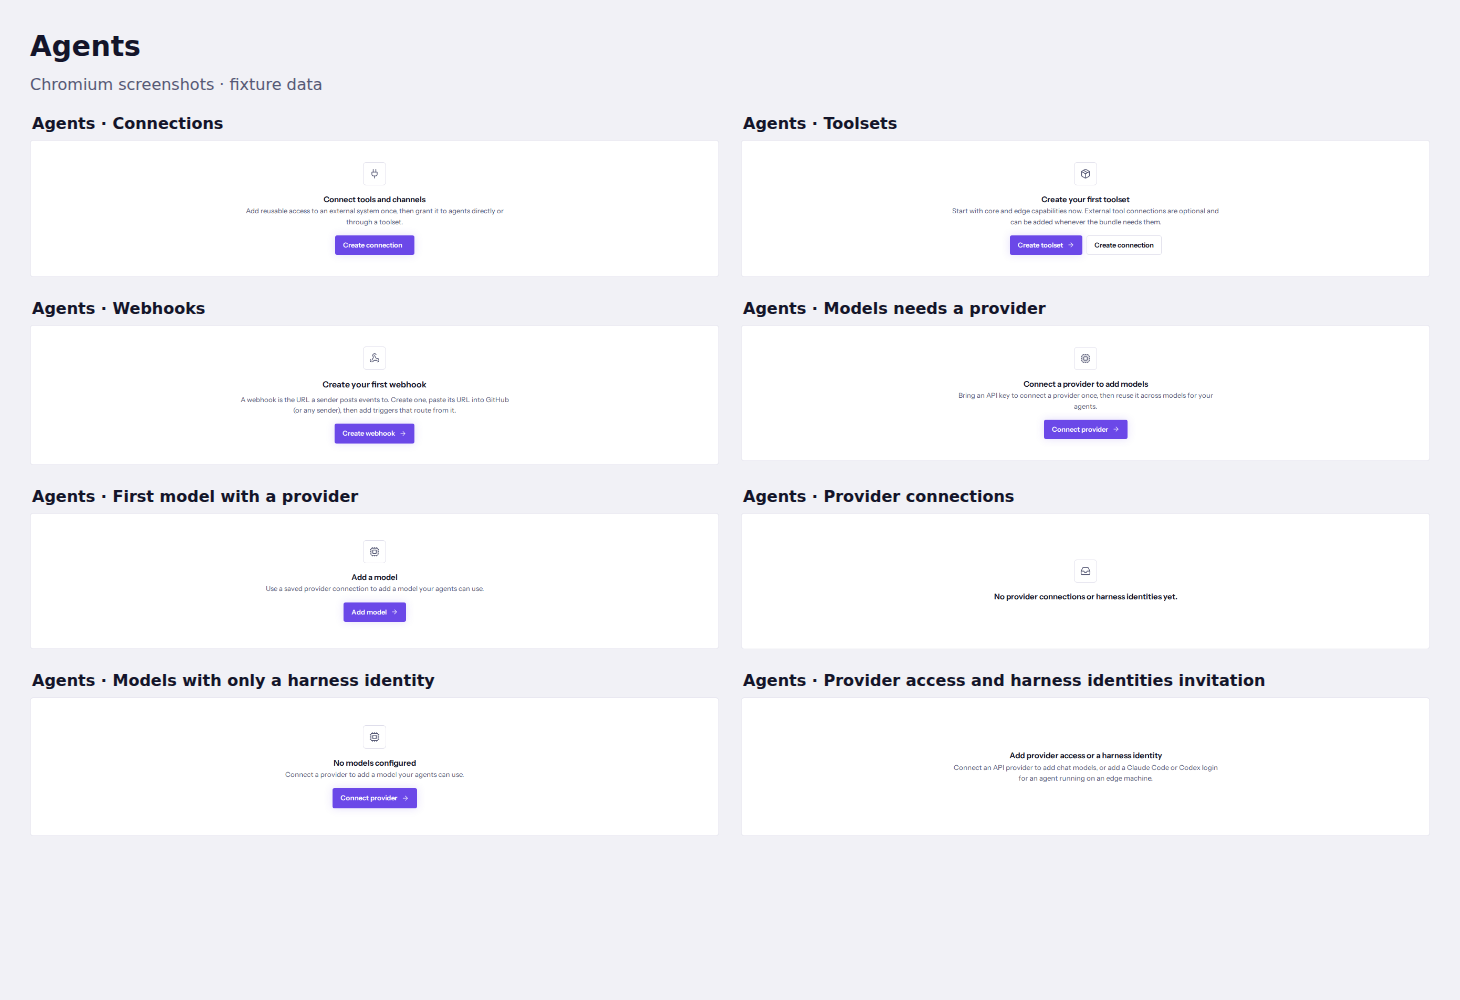 Agents
Chromium screenshots · fixture data
Agents · Connections
Connect tools and channels
Add reusable access to an external system once, then grant it to agents directly or
through a toolset.
Create connection
Agents · Toolsets
Create your first toolset
Start with core and edge capabilities now. External tool connections are optional and
can be added whenever the bundle needs them.
Create toolset → Create connection
Agents · Webhooks
Create your first webhook
A webhook is the URL a sender posts events to. Create one, paste its URL into GitHub
(or any sender), then add triggers that route from it.
Create webhook →
Agents · Models needs a provider
Connect a provider to add models
Bring an API key to connect a provider once, then reuse it across models for your
agents.
Connect provider →
Agents · First model with a provider
Add a model
Use a saved provider connection to add a model your agents can use.
Add model →
Agents · Provider connections
No provider connections or harness identities yet.
Agents · Models with only a harness identity
No models configured
Connect a provider to add a model your agents can use.
Connect provider →
Agents · Provider access and harness identities invitation
Add provider access or a harness identity
Connect an API provider to add chat models, or add a Claude Code or Codex login
for an agent running on an edge machine.